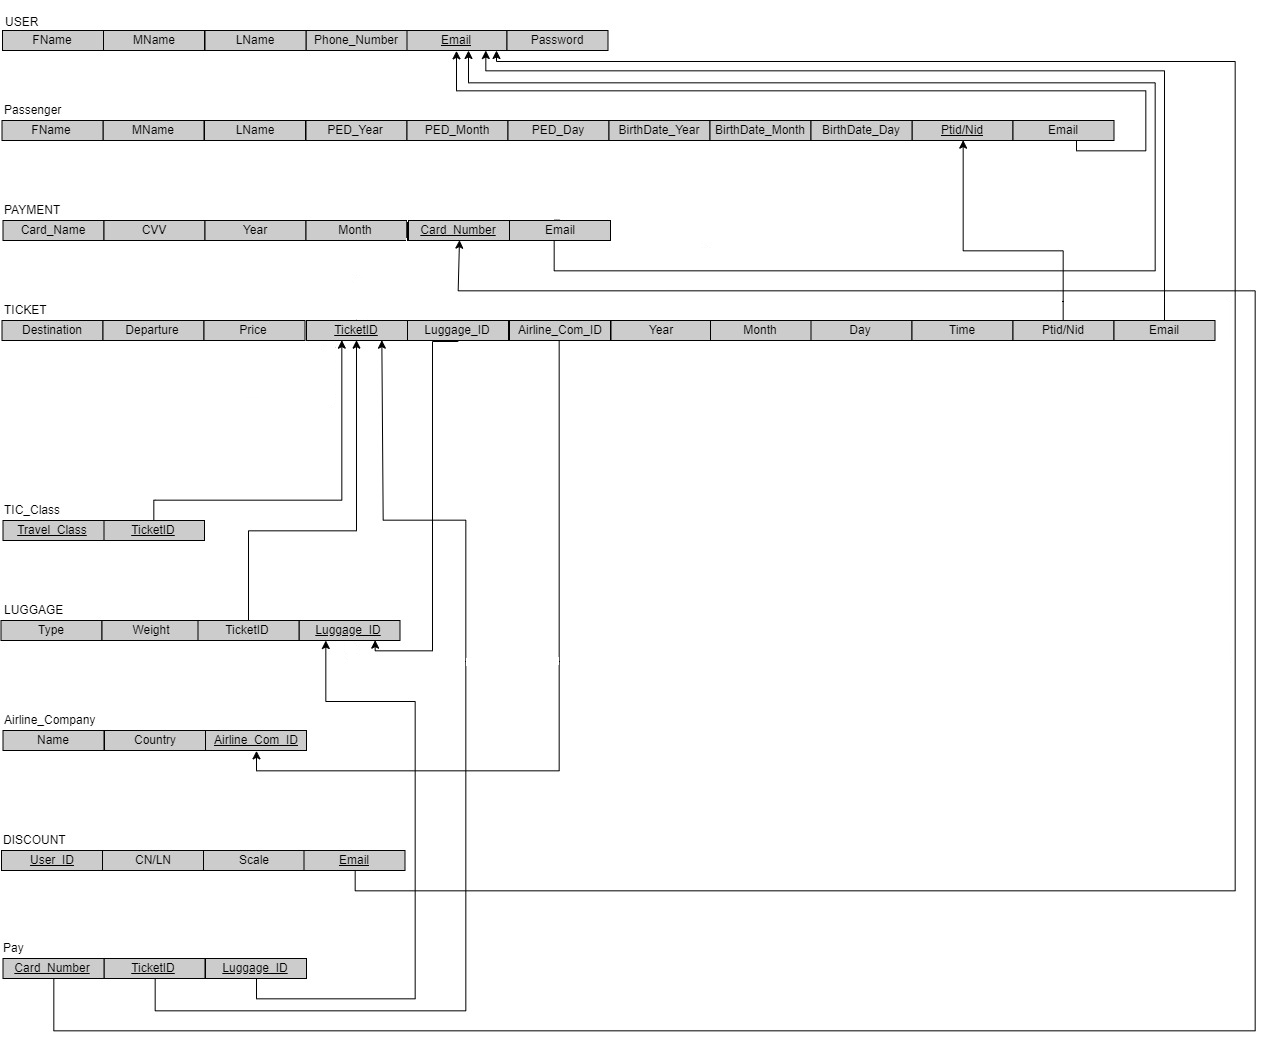 USER
FName MName LName Phone_Number Email Password
Passenger
FName MName LName PED_Year PED_Month PED_Day BirthDate_Year BirthDate_Month BirthDate_Day Ptid/Nid Email
PAYMENT
Card_Name CVV Year Month Card_Number Email
TICKET
Destination Departure Price TicketID Luggage_ID Airline_Com_ID Year Month Day Time Ptid/Nid Email
TIC_Class
Travel_Class TicketID
LUGGAGE
Type Weight TicketID Luggage_ID
Airline_Company
Name Country Airline_Com_ID
DISCOUNT
User_ID CN/LN Scale Email
Pay
Card_Number TicketID Luggage_ID